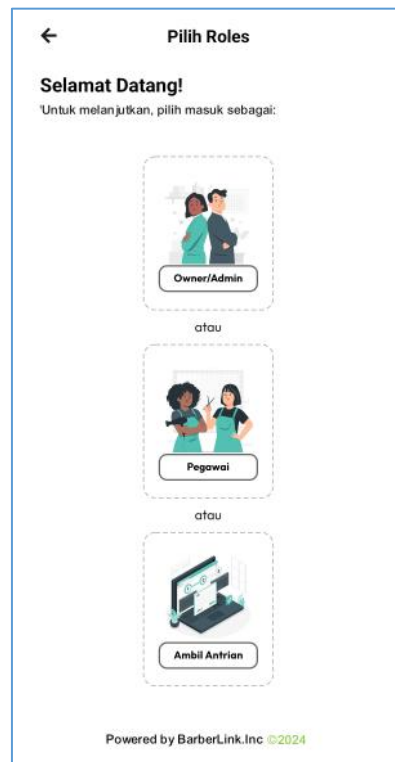 Pilih Roles
Selamat Datang!
'Untuk melanjutkan, pilih masuk sebagai:
Owner/Admin
atau
Pegawai
atau
Ambil Antrian
Powered by BarberLink.Inc ©2024